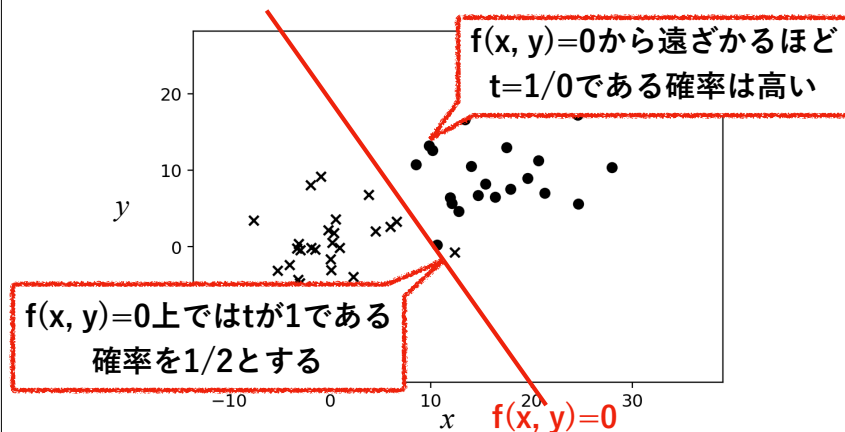 f(x, y)=0から遠ざかるほど
t=1/0である確率は高い
20
10
y
0
f(x, y)=0上ではtが1である
確率を1/2とする
−10
0
10
20
30
x
f(x, y)=0